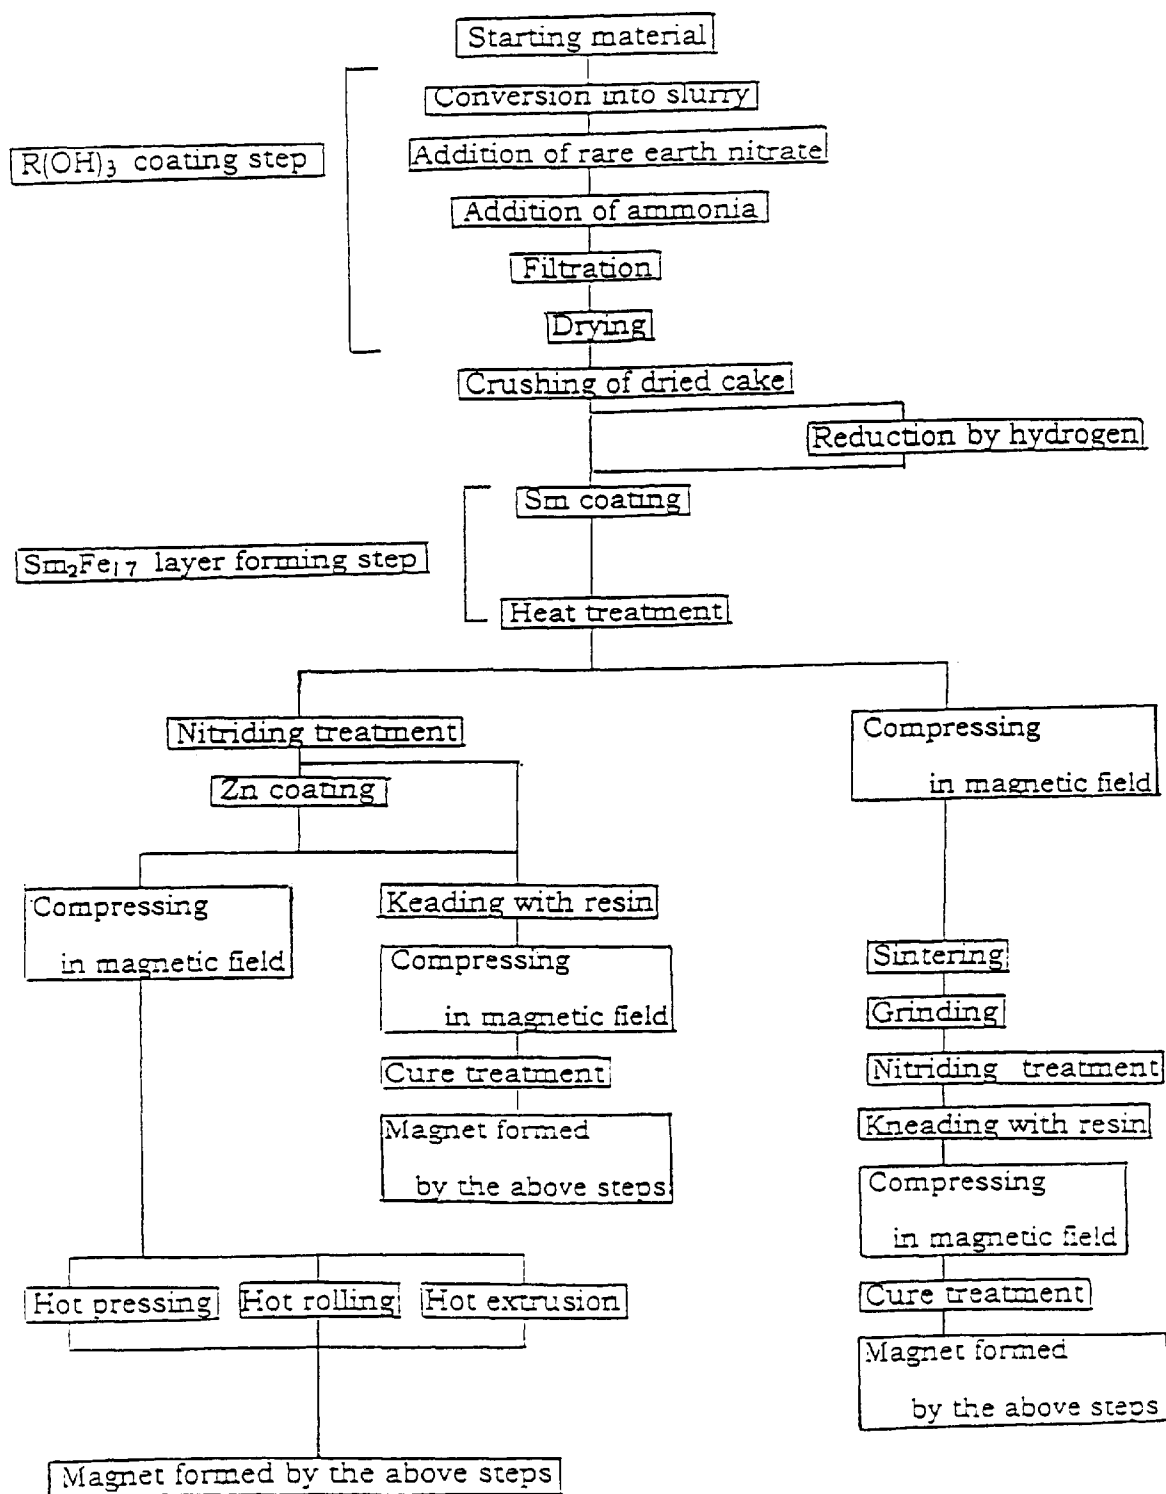 Starting material
Conversion into slurry
R(OH)3 coating step
Addition of rare earth nitrate
Addition of ammonia
Filtration
Drying
Crushing of dried cake
Reduction by hydrogen
Sm coating
Sm2Fe17 layer forming step
Heat treatment
Nitriding treatment
Zn coating
Compressing
in magnetic field
Keading with resin
Compressing
in magnetic field
Cure treatment
Magnet formed
by the above steps
Hot pressing
Hot rolling
Hot extrusion
Magnet formed by the above steps
Compressing
in magnetic field
Sintering
Grinding
Nitriding treatment
Kneading with resin
Compressing
in magnetic field
Cure treatment
Magnet formed
by the above steps